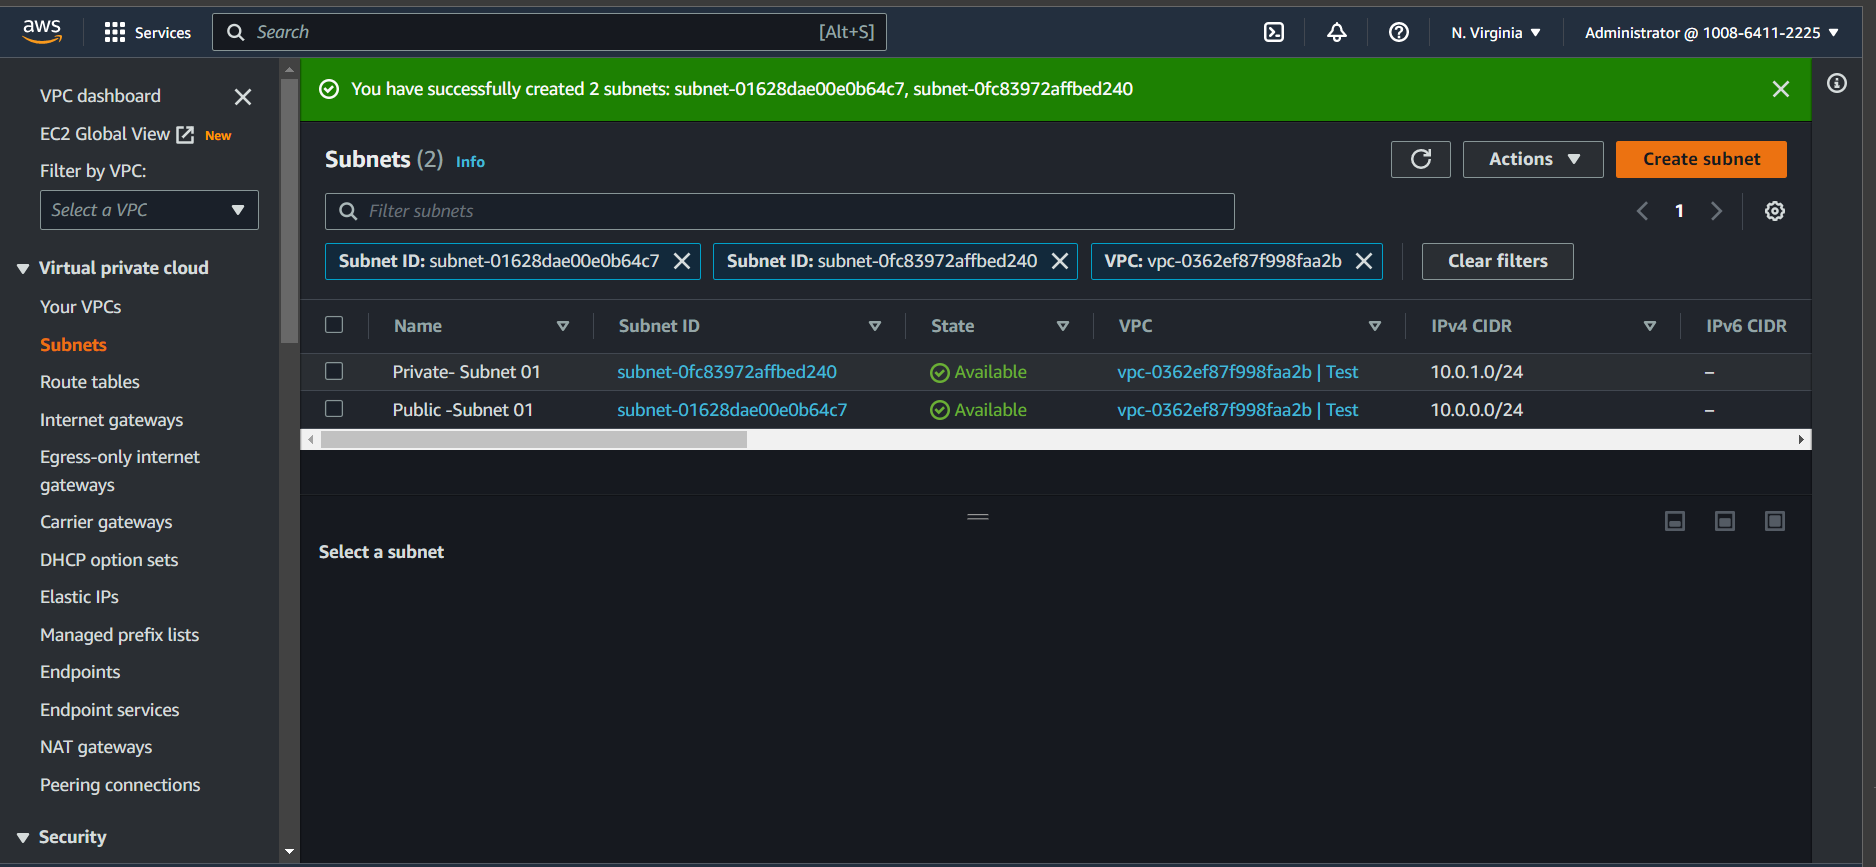 aws Services Search [Alt+S] N. Virginia Administrator @ 1008-6411-2225
VPC dashboard
EC2 Global View New
Filter by VPC:
Select a VPC
Virtual private cloud
Your VPCs
Subnets
Route tables
Internet gateways
Egress-only internet
gateways
Carrier gateways
DHCP option sets
Elastic IPs
Managed prefix lists
Endpoints
Endpoint services
NAT gateways
Peering connections
Security
You have successfully created 2 subnets: subnet-01628dae00e0b64c7, subnet-0fc83972affbed240
Subnets (2) Info Actions Create subnet
Filter subnets 1
Subnet ID: subnet-01628dae00e0b64c7 Subnet ID: subnet-0fc83972affbed240 VPC: vpc-0362ef87f998faa2b Clear filters
Name Subnet ID State VPC IPv4 CIDR IPv6 CIDR
Private- Subnet 01 subnet-0fc83972affbed240 Available vpc-0362ef87f998faa2b | Test 10.0.1.0/24 –
Public -Subnet 01 subnet-01628dae00e0b64c7 Available vpc-0362ef87f998faa2b | Test 10.0.0.0/24 –
Select a subnet